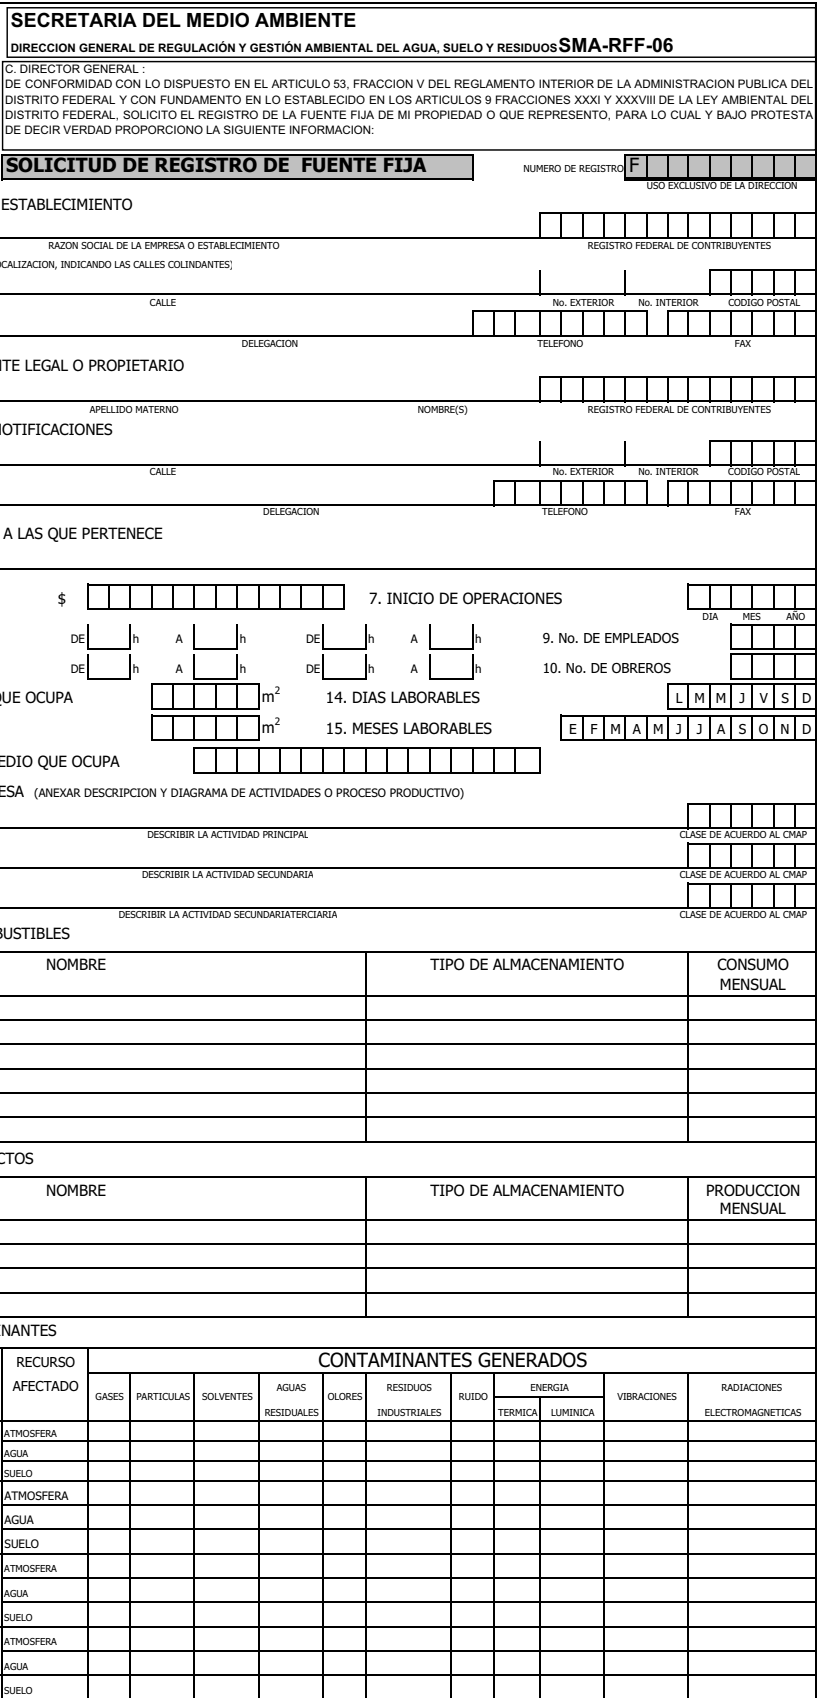 SECRETARIA DEL MEDIO AMBIENTE
DIRECCION GENERAL DE REGULACIÓN Y GESTIÓN AMBIENTAL DEL AGUA, SUELO Y RESIDUOS SMA-RFF-06
C. DIRECTOR GENERAL :
DE CONFORMIDAD CON LO DISPUESTO EN EL ARTICULO 53, FRACCION V DEL REGLAMENTO INTERIOR DE LA ADMINISTRACION PUBLICA DEL
DISTRITO FEDERAL Y CON FUNDAMENTO EN LO ESTABLECIDO EN LOS ARTICULOS 9 FRACCIONES XXXI Y XXXVIII DE LA LEY AMBIENTAL DEL
DISTRITO FEDERAL, SOLICITO EL REGISTRO DE LA FUENTE FIJA DE MI PROPIEDAD O QUE REPRESENTO, PARA LO CUAL Y BAJO PROTESTA
DE DECIR VERDAD PROPORCIONO LA SIGUIENTE INFORMACION:
SOLICITUD DE REGISTRO DE FUENTE FIJA NUMERO DE REGISTRO F
USO EXCLUSIVO DE LA DIRECCION
ESTABLECIMIENTO
RAZON SOCIAL DE LA EMPRESA O ESTABLECIMIENTO REGISTRO FEDERAL DE CONTRIBUYENTES
OCALIZACION, INDICANDO LAS CALLES COLINDANTES)
CALLE No. EXTERIOR No. INTERIOR CODIGO POSTAL
DELEGACION TELEFONO FAX
NTE LEGAL O PROPIETARIO
APELLIDO MATERNO NOMBRE(S) REGISTRO FEDERAL DE CONTRIBUYENTES
NOTIFICACIONES
CALLE No. EXTERIOR No. INTERIOR CODIGO POSTAL
DELEGACION TELEFONO FAX
A LAS QUE PERTENECE
$ 7. INICIO DE OPERACIONES
DIA MES AÑO
DE h A h DE h A h 9. No. DE EMPLEADOS
DE h A h DE h A h 10. No. DE OBREROS
QUE OCUPA m2 14. DIAS LABORABLES L M M J V S D
m2 15. MESES LABORABLES E F M A M J J A S O N D
EDIO QUE OCUPA
ESA (ANEXAR DESCRIPCION Y DIAGRAMA DE ACTIVIDADES O PROCESO PRODUCTIVO)
DESCRIBIR LA ACTIVIDAD PRINCIPAL CLASE DE ACUERDO AL CMAP
DESCRIBIR LA ACTIVIDAD SECUNDARIA CLASE DE ACUERDO AL CMAP
DESCRIBIR LA ACTIVIDAD SECUNDARIATERCIARIA CLASE DE ACUERDO AL CMAP
BUSTIBLES
NOMBRE TIPO DE ALMACENAMIENTO CONSUMO
MENSUAL
CTOS
NOMBRE TIPO DE ALMACENAMIENTO PRODUCCION
MENSUAL
INANTES
RECURSO CONTAMINANTES GENERADOS
AFECTADO GASES PARTICULAS SOLVENTES AGUAS OLORES RESIDUOS RUIDO ENERGIA VIBRACIONES RADIACIONES
RESIDUALES INDUSTRIALES TERMICA LUMINICA ELECTROMAGNETICAS
ATMOSFERA
AGUA
SUELO
ATMOSFERA
AGUA
SUELO
ATMOSFERA
AGUA
SUELO
ATMOSFERA
AGUA
SUELO